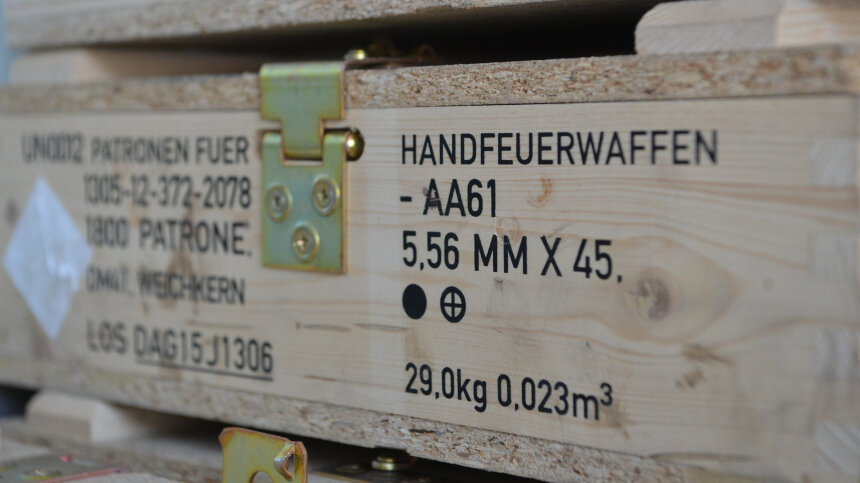 UN0012 PATRONEN FUER HANDFEUERWAFFEN
1305-12-372-2078 - AA61
1800 PATRONE, 5,56 MM X 45,
DM41, WEICHKERN
LOS DAG15J1306 29,0kg 0,023m³